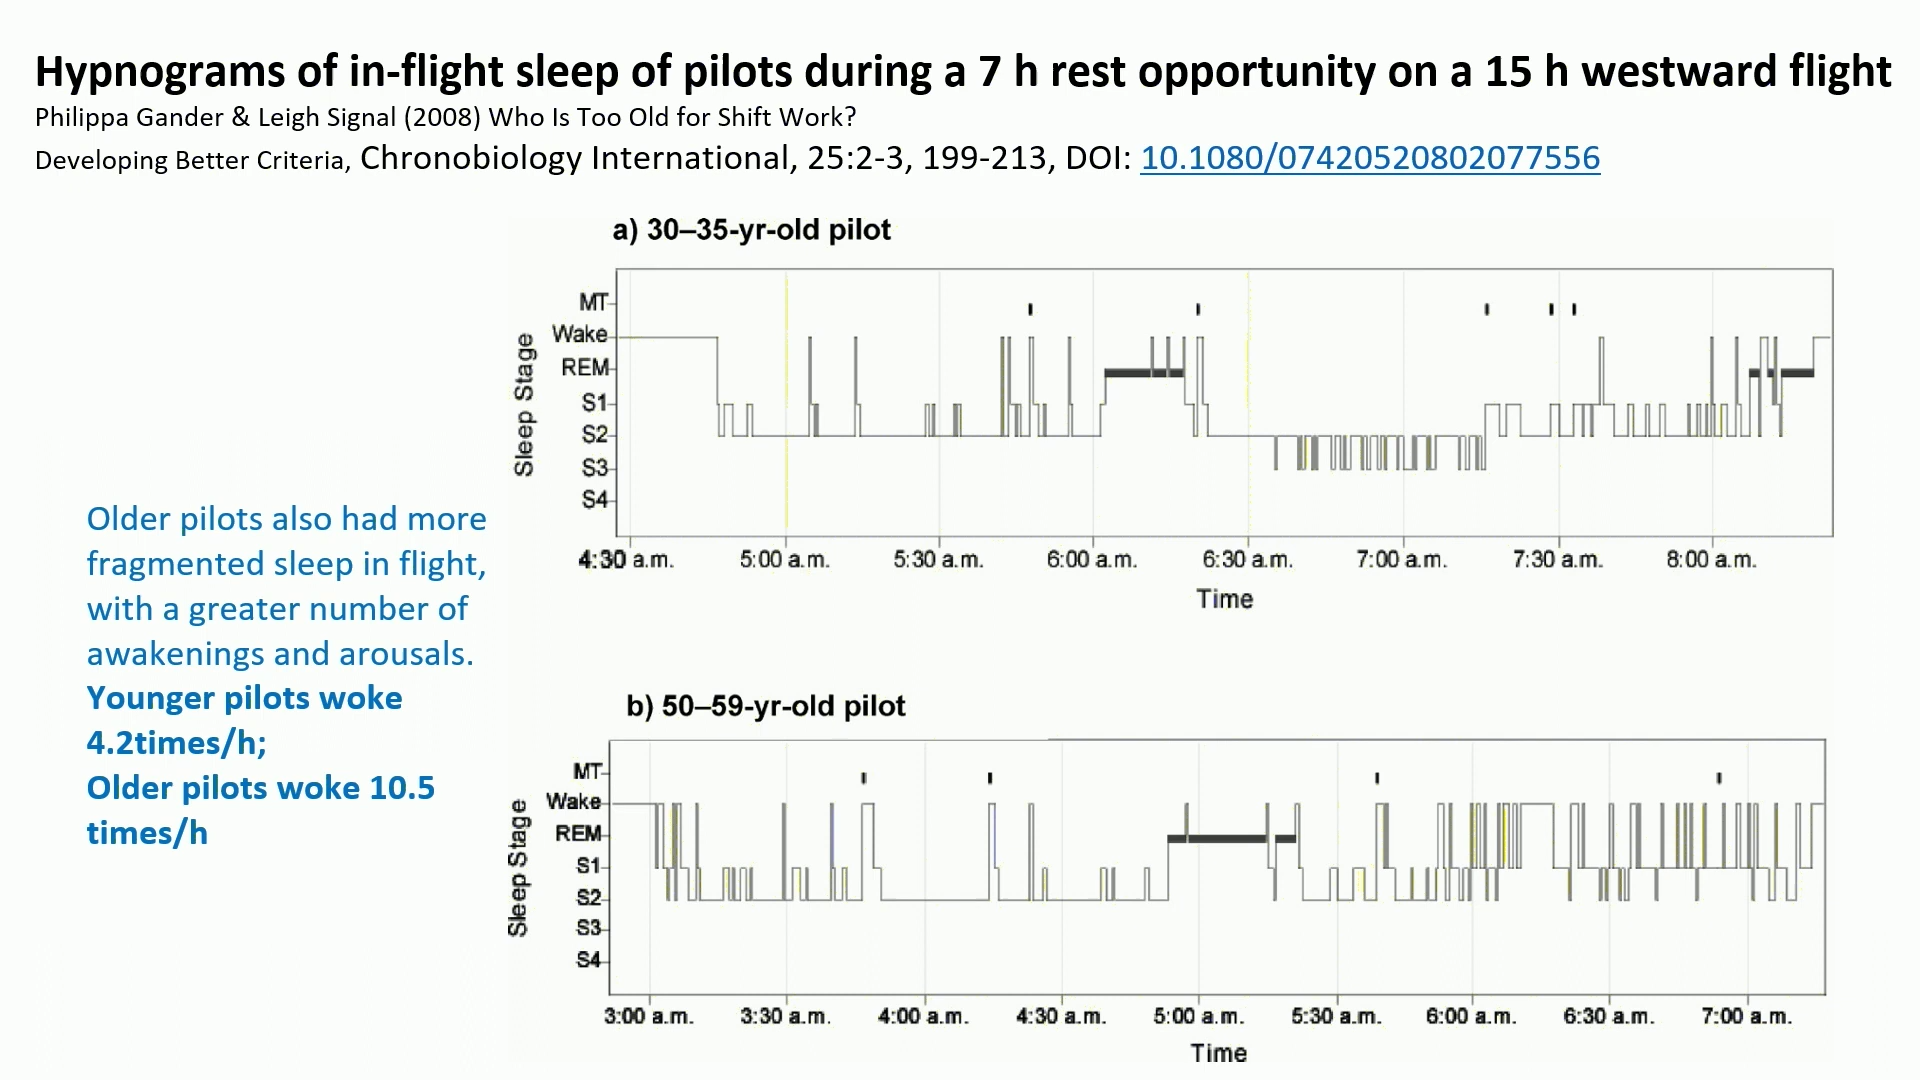 Hypnograms of in-flight sleep of pilots during a 7 h rest opportunity on a 15 h westward flight
Philippa Gander & Leigh Signal (2008) Who Is Too Old for Shift Work?
Developing Better Criteria, Chronobiology International, 25:2-3, 199-213, DOI: 10.1080/07420520802077556
a) 30–35-yr-old pilot
Sleep Stage
MT
Wake
REM
S1
S2
S3
S4
4:30 a.m. 5:00 a.m. 5:30 a.m. 6:00 a.m. 6:30 a.m. 7:00 a.m. 7:30 a.m. 8:00 a.m.
Time
Older pilots also had more
fragmented sleep in flight,
with a greater number of
awakenings and arousals.
Younger pilots woke
4.2times/h;
Older pilots woke 10.5
times/h
b) 50–59-yr-old pilot
Sleep Stage
MT
Wake
REM
S1
S2
S3
S4
3:00 a.m. 3:30 a.m. 4:00 a.m. 4:30 a.m. 5:00 a.m. 5:30 a.m. 6:00 a.m. 6:30 a.m. 7:00 a.m.
Time